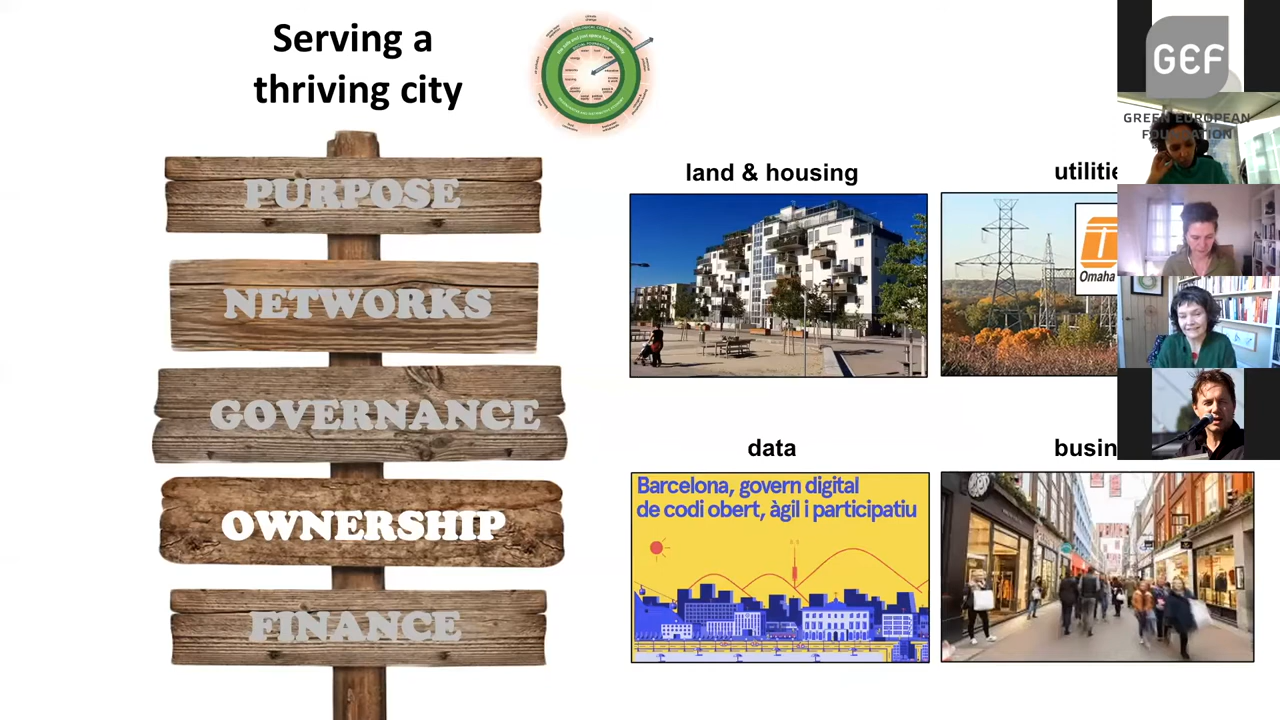 Serving a
thriving city
PURPOSE
NETWORKS
GOVERNANCE
OWNERSHIP
FINANCE
land & housing
utilitie
Omaha
data
Barcelona, govern digital
de codi obert, àgil i participatiu
busin
GEF
GREEN EUROPEAN
FOUNDATION